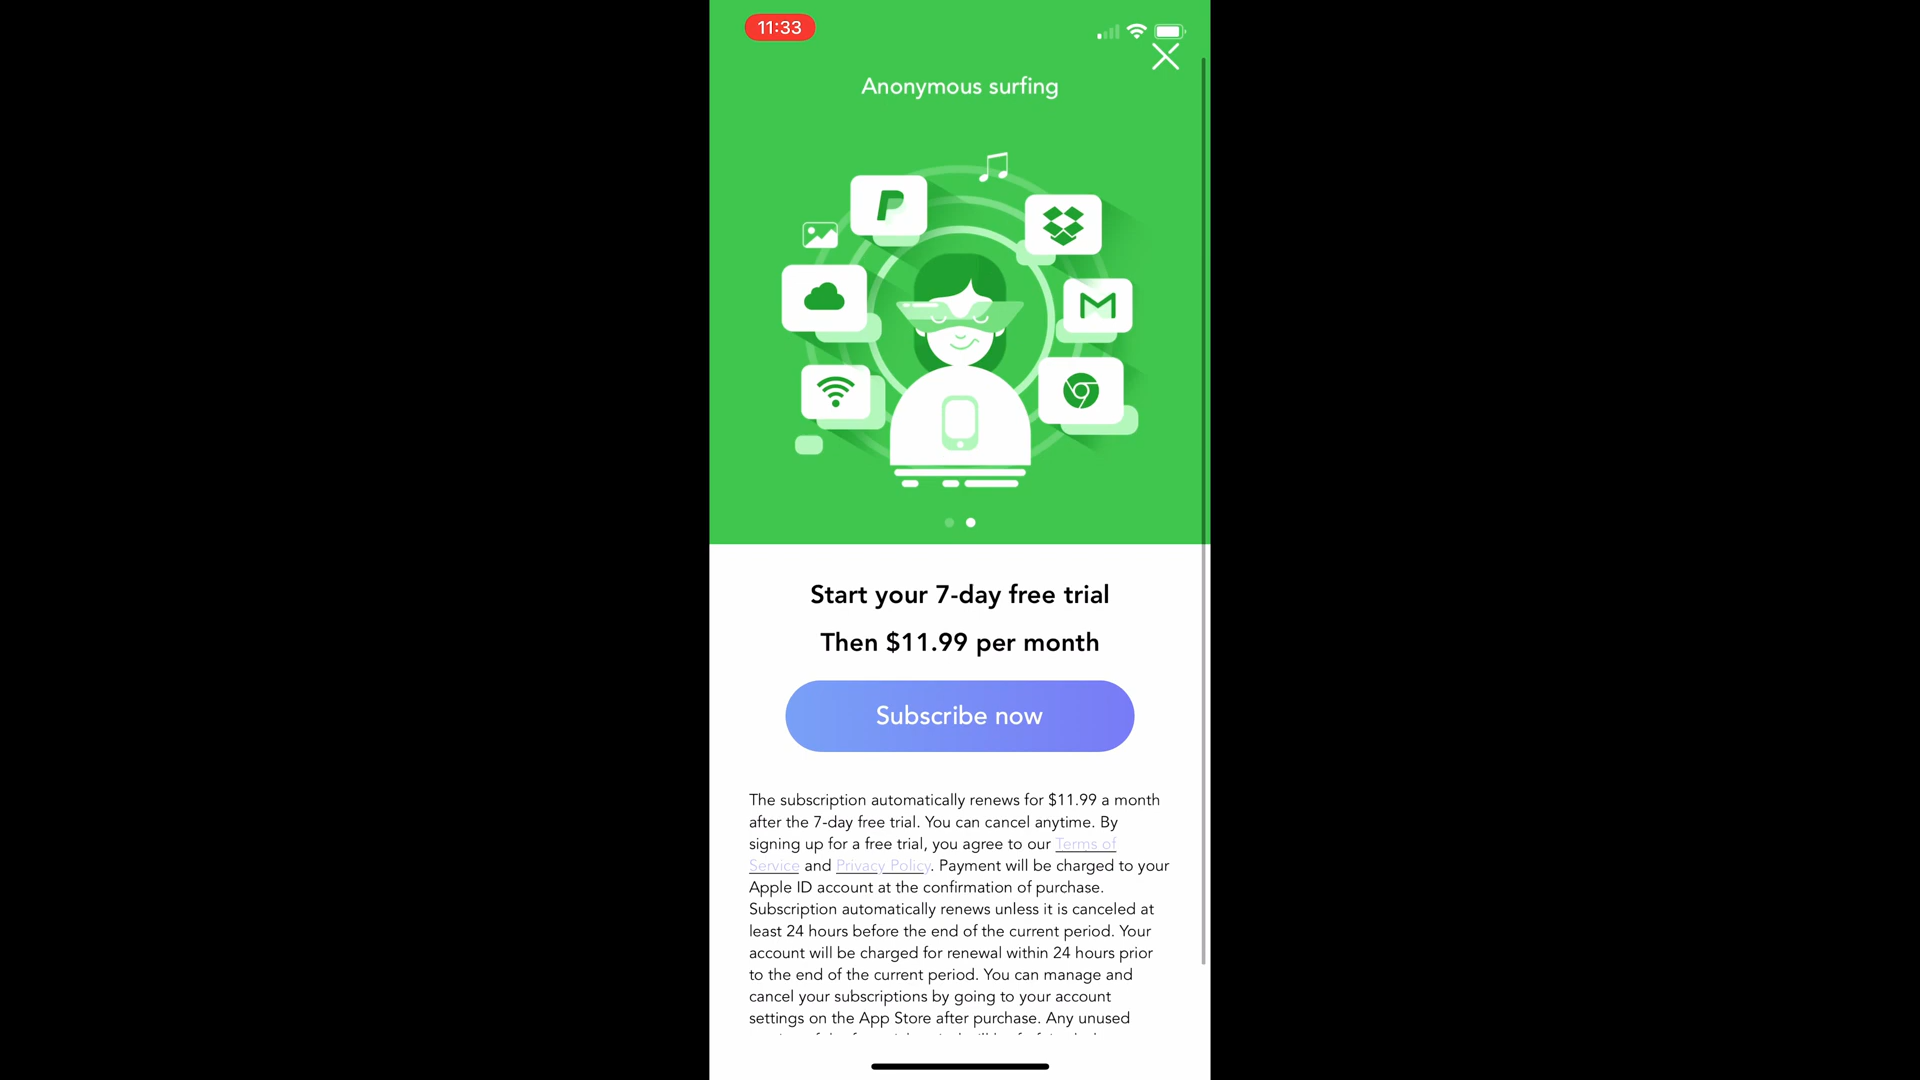 11:33
Anonymous surfing
Start your 7-day free trial
Then $11.99 per month
Subscribe now
The subscription automatically renews for $11.99 a month
after the 7-day free trial. You can cancel anytime. By
signing up for a free trial, you agree to our Terms of
Service and Privacy Policy. Payment will be charged to your
Apple ID account at the confirmation of purchase.
Subscription automatically renews unless it is canceled at
least 24 hours before the end of the current period. Your
account will be charged for renewal within 24 hours prior
to the end of the current period. You can manage and
cancel your subscriptions by going to your account
settings on the App Store after purchase. Any unused